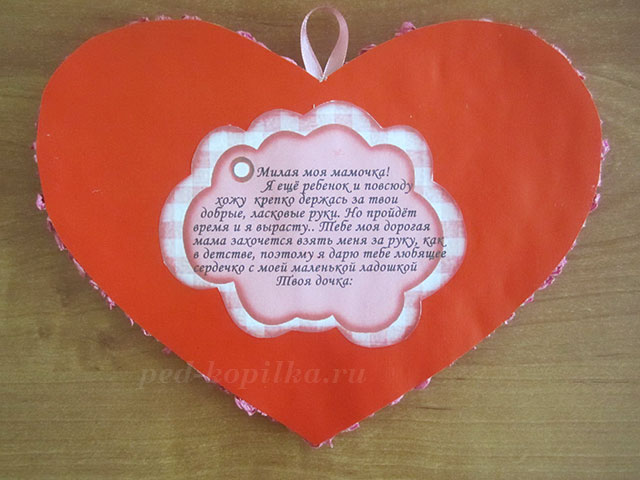 Милая моя мамочка!
Я ещё ребенок и повсюду
хожу крепко держась за твои
добрые, ласковые руки. Но пройдёт
время и я вырасту.. Тебе моя дорогая
мама захочется взять меня за руку, как
в детстве, поэтому я дарю тебе любящее
сердечко с моей маленькой ладошкой
Твоя дочка:
ped-kopilka.ru